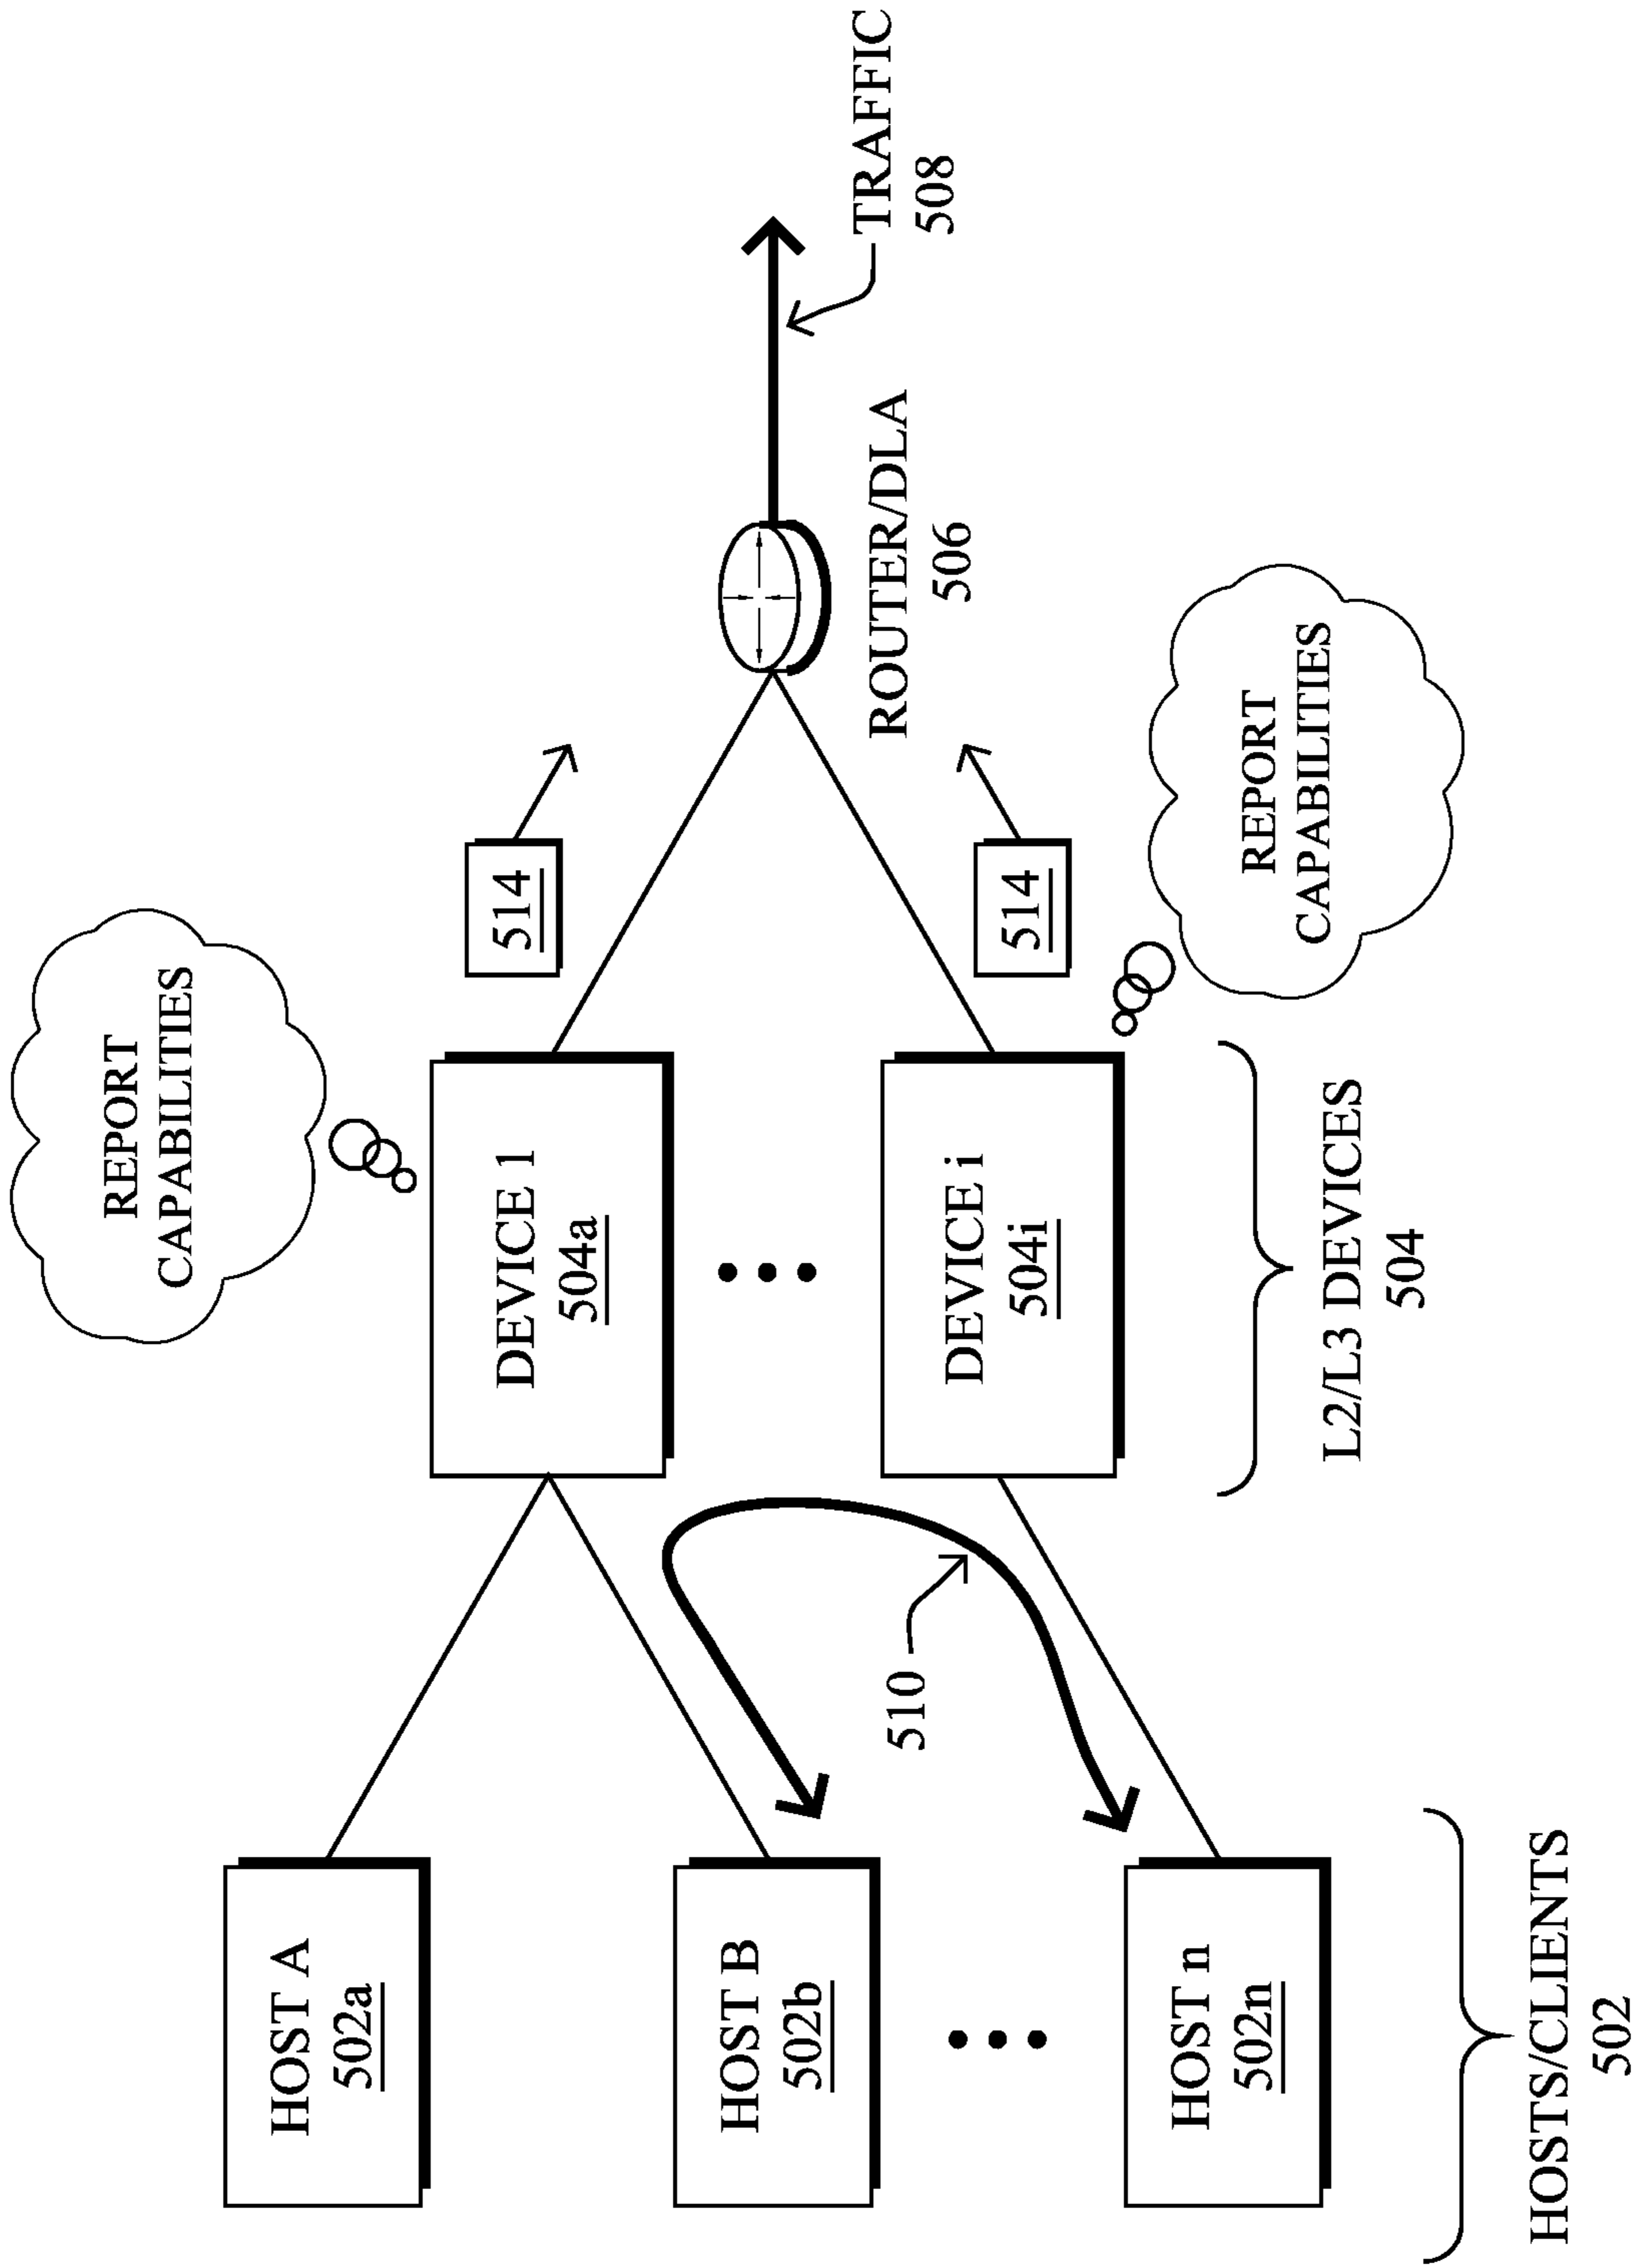 REPORT
CAPABILITIES
514
DEVICE 1
504a
HOST A
502a
HOST B
502b
HOST n
502n
510
DEVICE i
504i
514
REPORT
CAPABILITIES
ROUTER/DLA
506
TRAFFIC
508
L2/L3 DEVICES
504
HOSTS/CLIENTS
502